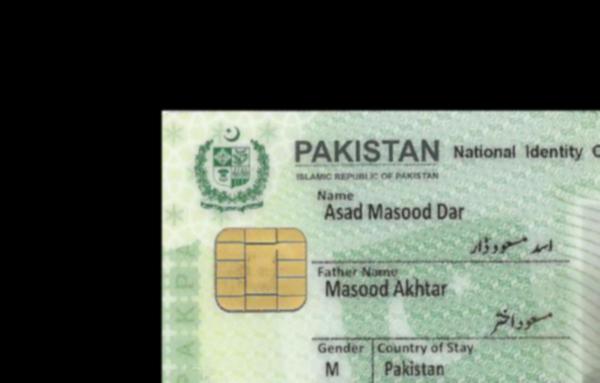 PAKISTAN National Identity C
ISLAMIC REPUBLIC OF PAKISTAN
Name
Asad Masood Dar
اسد مسعود ڈار
Father Name
Masood Akhtar
مسعود اختر
Gender Country of Stay
M Pakistan
PAKPA